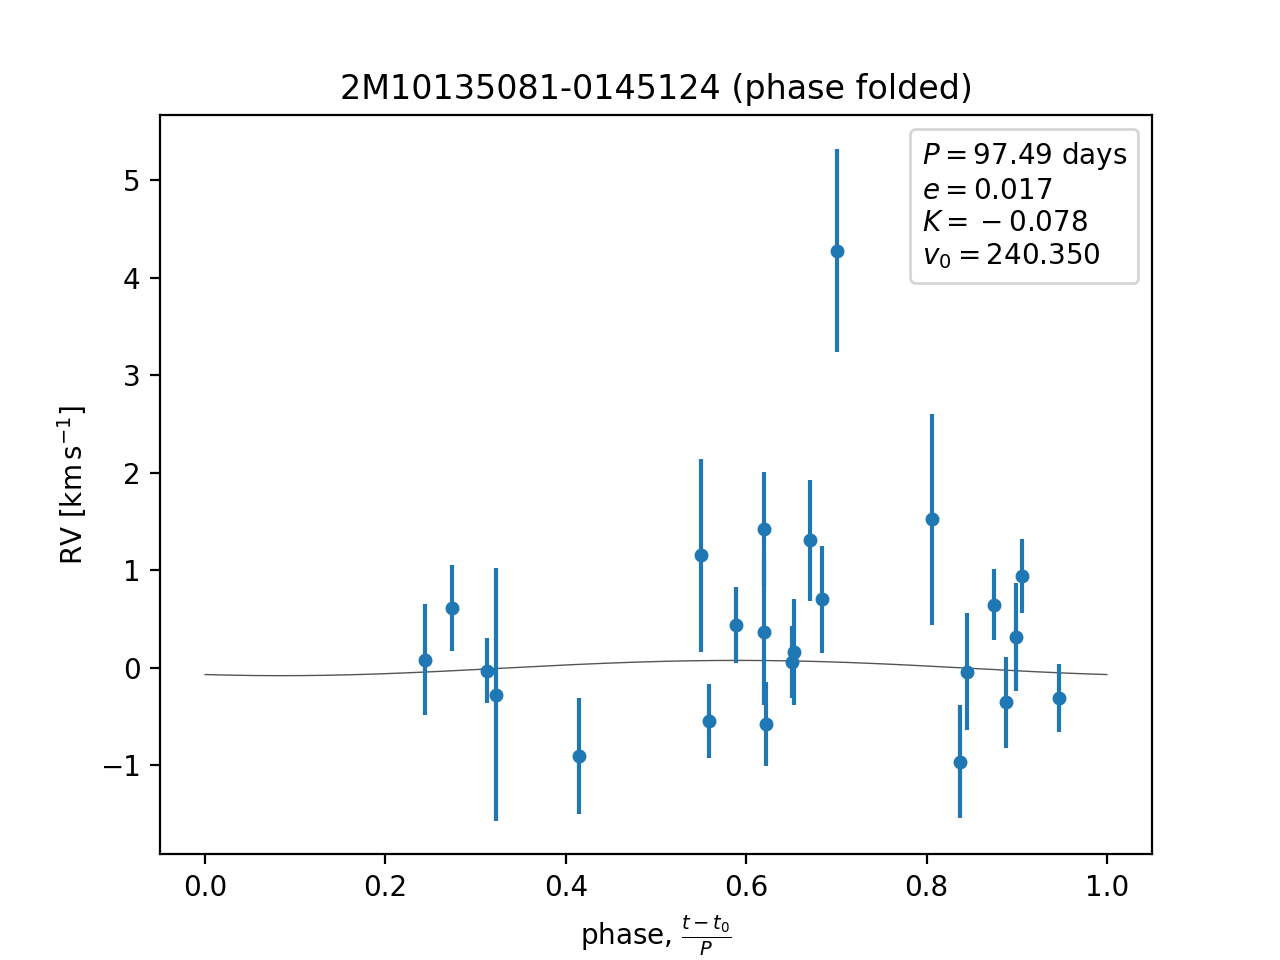 2M10135081-0145124 (phase folded)
P = 97.49 days
e = 0.017
K = − 0.078
v₀ = 240.350
5
4
3
2
1
0
−1
RV [km s⁻¹]
0.0 0.2 0.4 0.6 0.8 1.0
phase, (t − t₀)/P